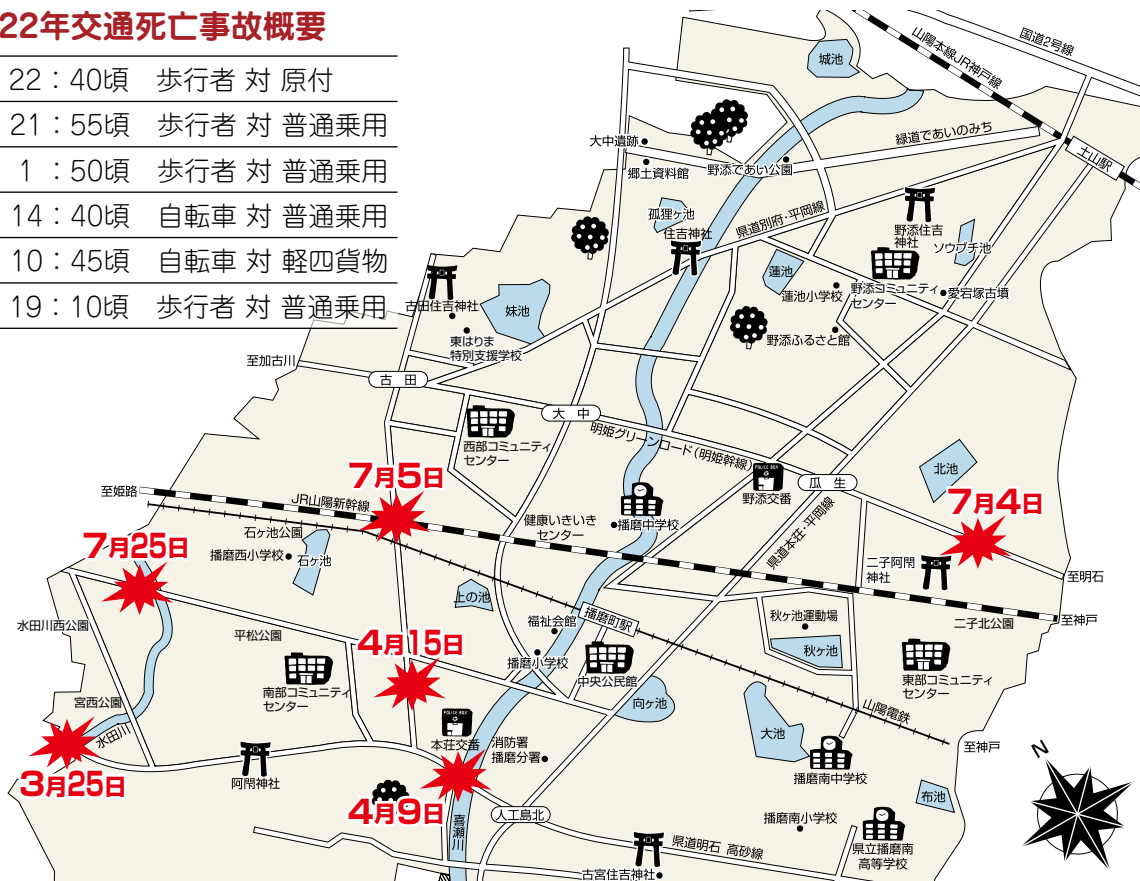 22年交通死亡事故概要
22：40頃　歩行者 対 原付
21：55頃　歩行者 対 普通乗用
1：50頃　歩行者 対 普通乗用
14：40頃　自転車 対 普通乗用
10：45頃　自転車 対 軽四貨物
19：10頃　歩行者 対 普通乗用
国道2号線
山陽本線JR神戸線
城池
緑道であいのみち
土山駅
大中遺跡
郷土資料館
野添であい公園
狐狸ヶ池
住吉神社
県道別府・平岡線
野添住吉
神社
ソウブチ池
古田住吉神社
妹池
蓮池
蓮池小学校
野添コミュニティ
センター
愛宕塚古墳
東はりま
特別支援学校
野添ふるさと館
至加古川
古田
大中
明姫グリーンロード（明姫幹線）
西部コミュニティ
センター
野添交番
POLICE BOX
瓜生
北池
7月5日
7月4日
至姫路
JR山陽新幹線
石ヶ池公園
健康いきいき
センター
播磨中学校
県道本荘・平岡線
7月25日
播磨西小学校
石ヶ池
二子阿閇
神社
至明石
上の池
水田川西公園
平松公園
福祉会館
播磨町駅
秋ヶ池運動場
二子北公園
至神戸
4月15日
秋ヶ池
播磨小学校
中央公民館
南部コミュニティ
センター
東部コミュニティ
センター
宮西公園
向ヶ池
山陽電鉄
水田川
POLICE BOX
本荘交番
消防署
播磨分署
大池
至神戸
N
3月25日
阿閇神社
播磨南中学校
4月9日
人工島北
布池
喜瀬川
播磨南小学校
県道明石 高砂線
県立播磨南
高等学校
古宮住吉神社